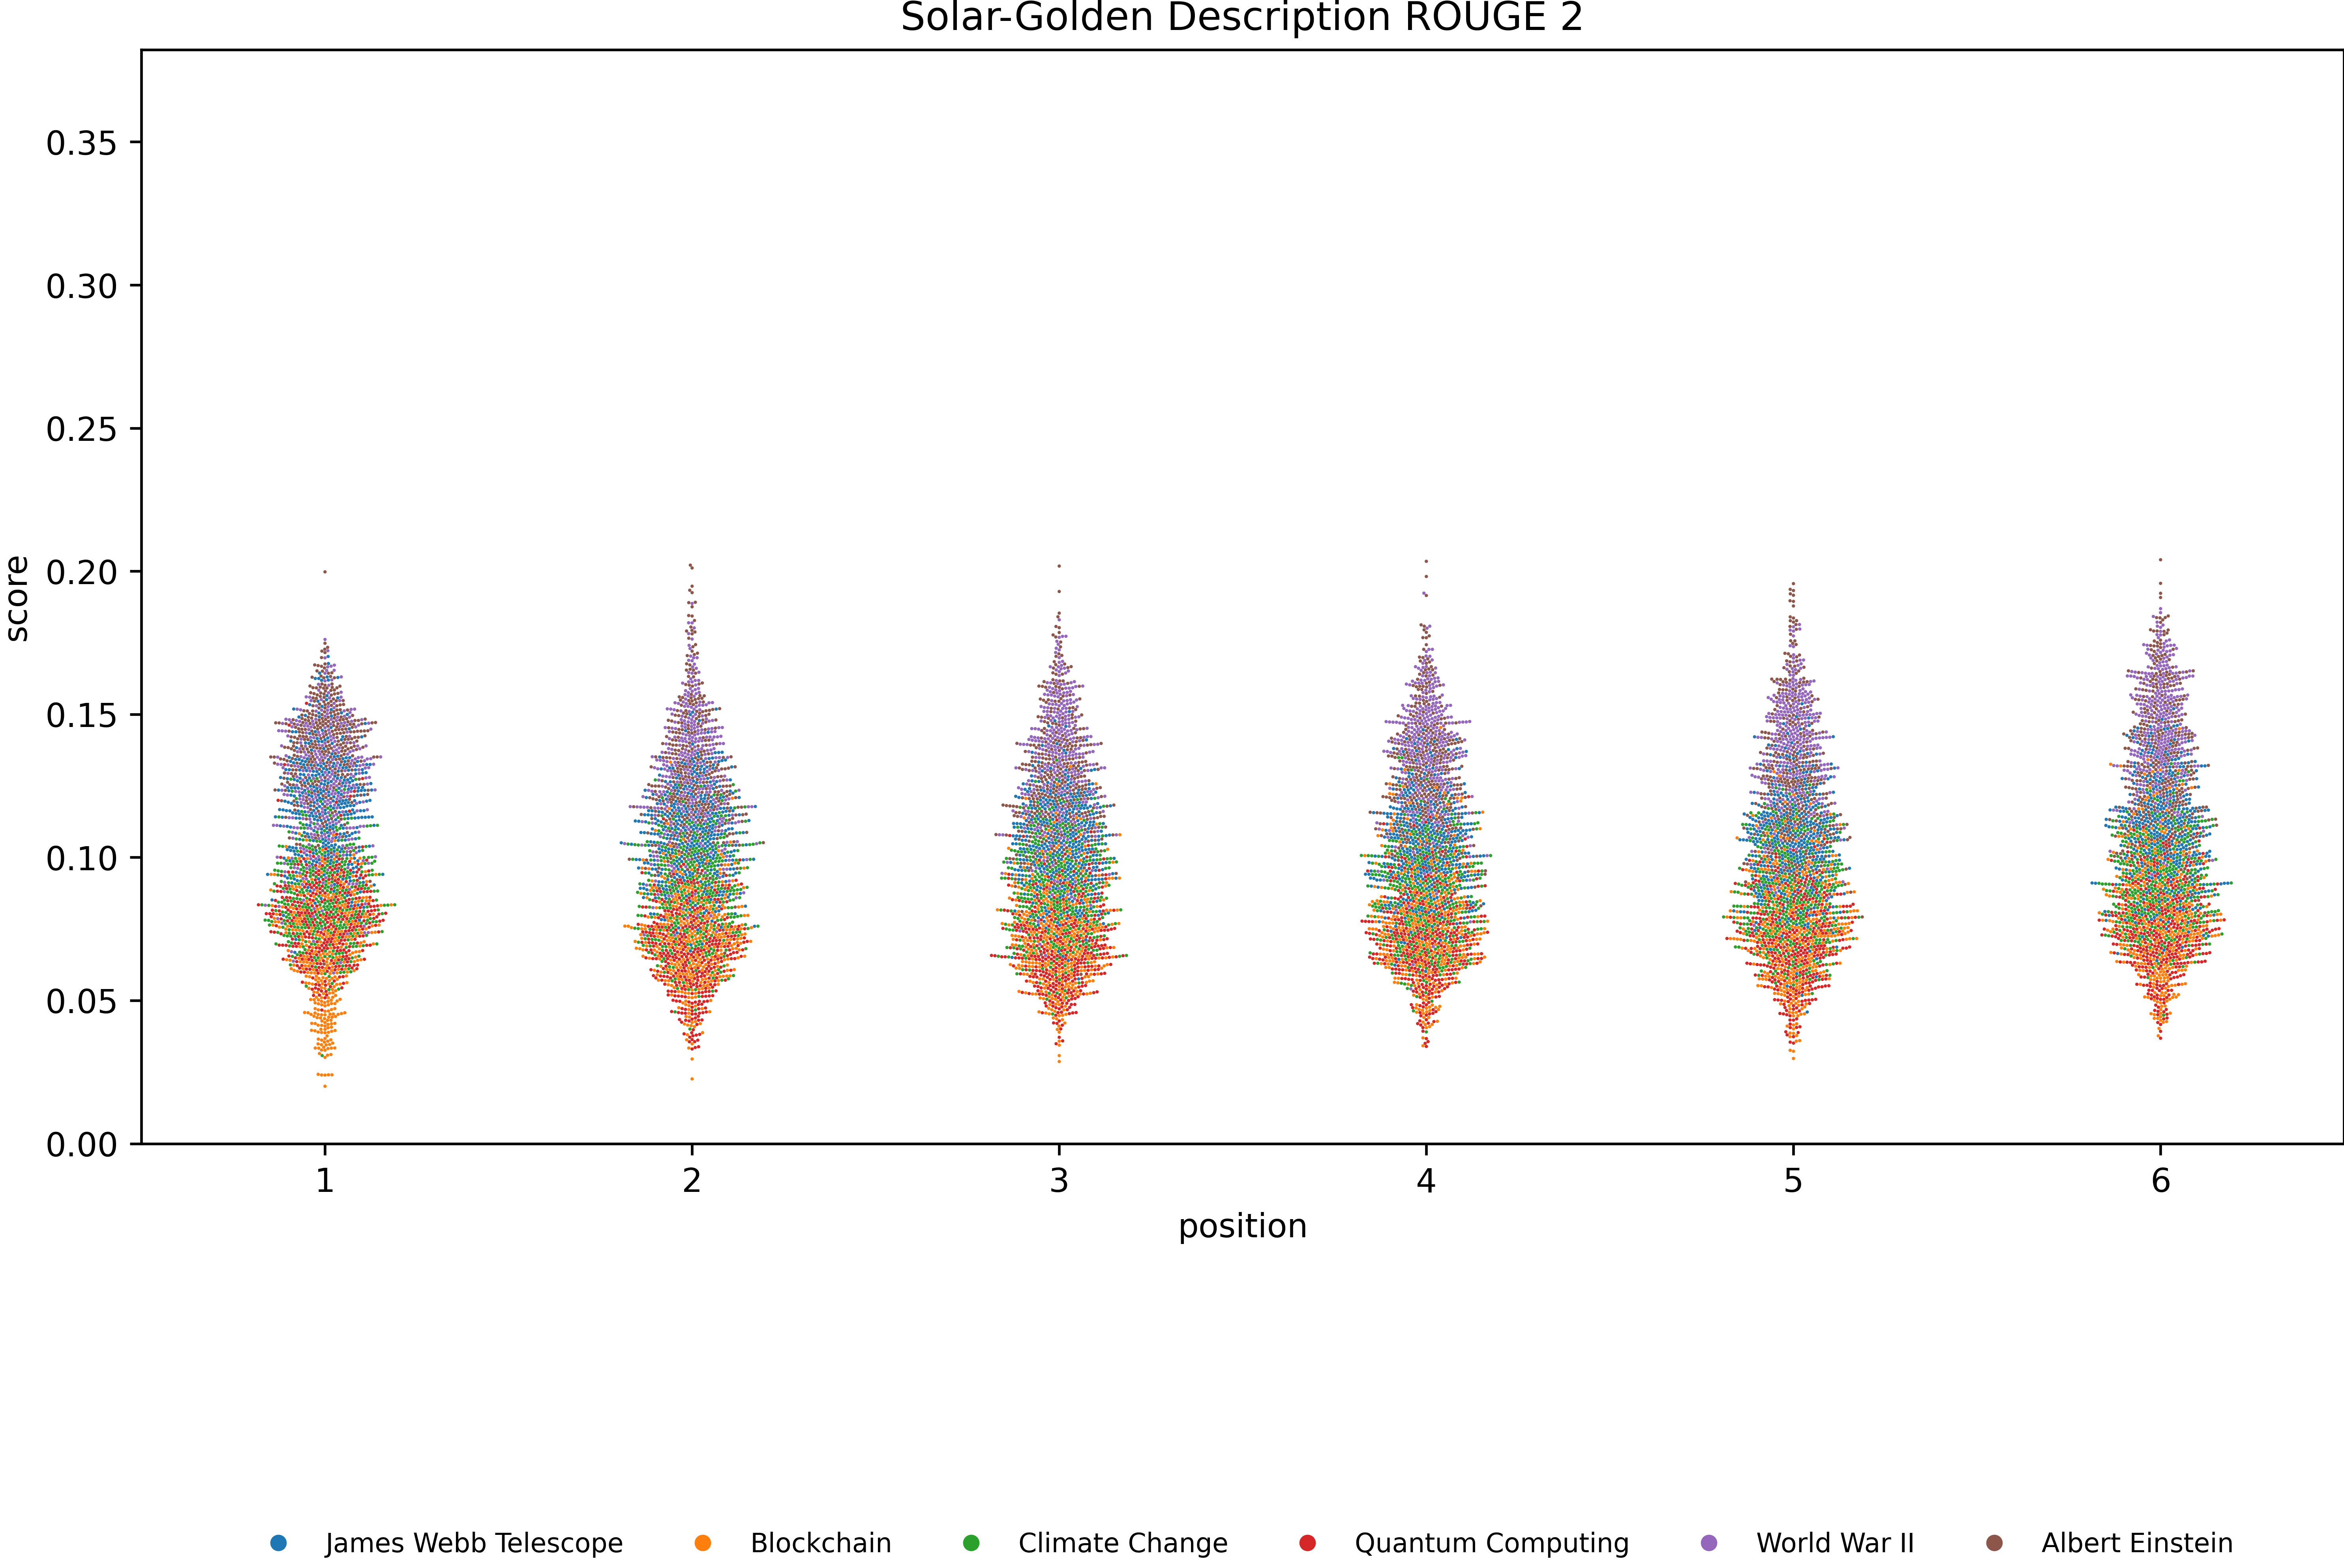 Solar-Golden Description ROUGE 2
0.35
0.30
0.25
0.20
0.15
0.10
0.05
0.00
score
1 2 3 4 5 6
position
James Webb Telescope Blockchain Climate Change Quantum Computing World War II Albert Einstein